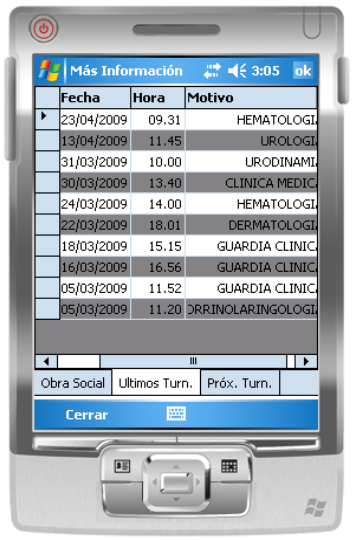 Más Información 3:05 ok
Fecha Hora Motivo
23/04/2009 09.31 HEMATOLOGI
13/04/2009 11.45 UROLOGI
31/03/2009 10.00 URODINAMI
30/03/2009 13.40 CLINICA MEDIC
24/03/2009 14.00 HEMATOLOGI
22/03/2009 18.01 DERMATOLOGI
18/03/2009 15.15 GUARDIA CLINIC
16/03/2009 16.56 GUARDIA CLINIC
05/03/2009 11.52 GUARDIA CLINIC
05/03/2009 11.20 ORRINOLARINGOLOGI
Obra Social Ultimos Turn. Próx. Turn.
Cerrar